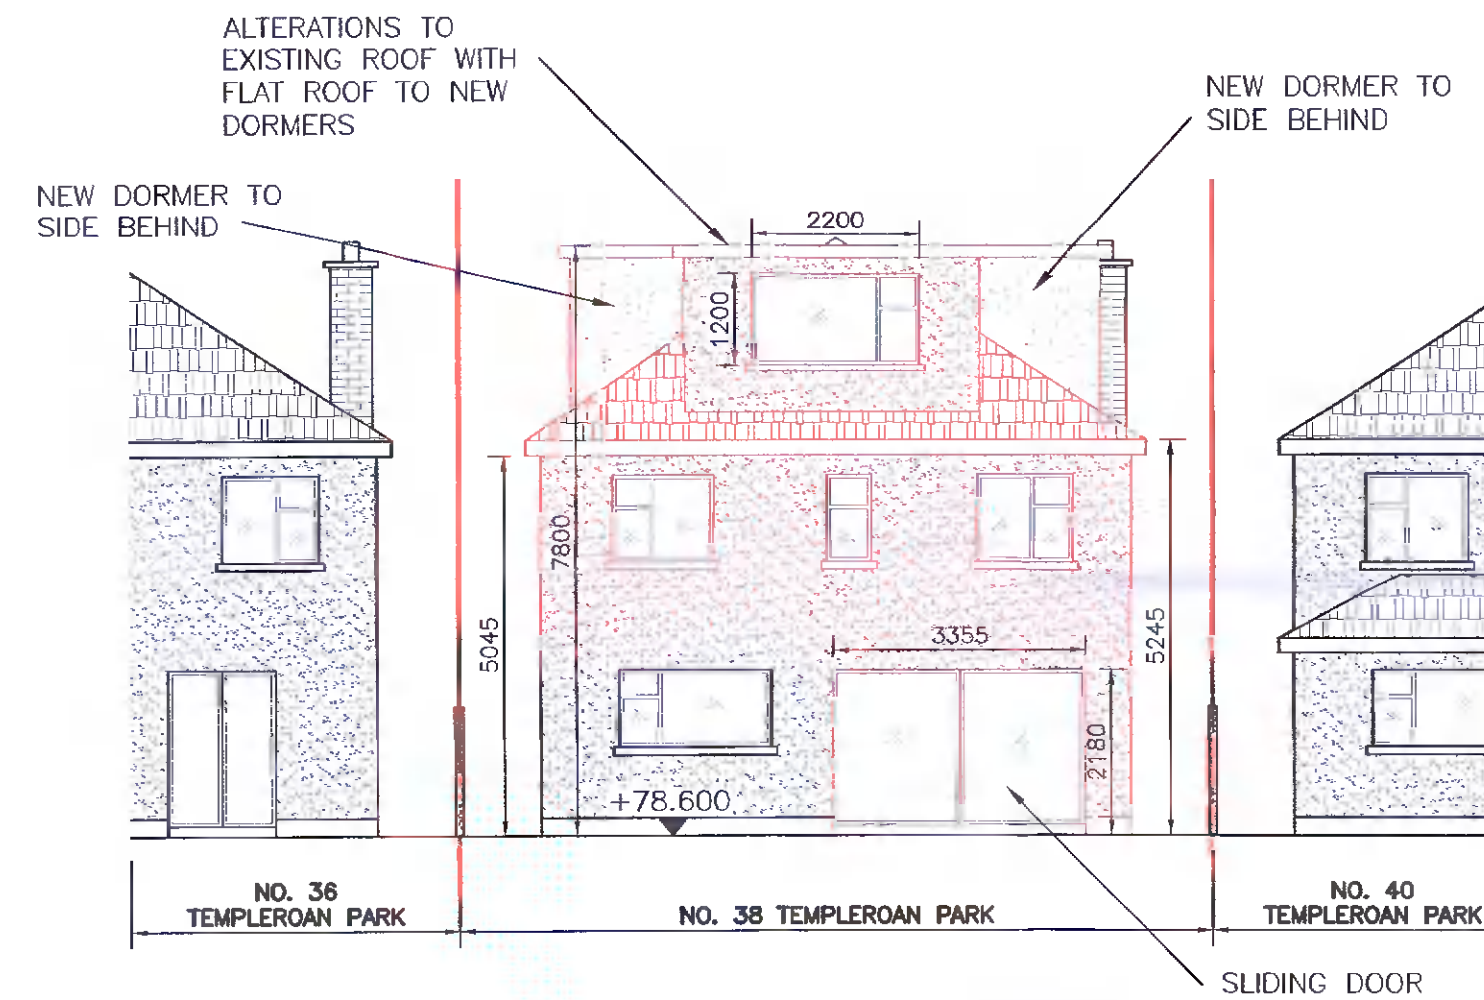 ALTERATIONS TO
EXISTING ROOF WITH
FLAT ROOF TO NEW
DORMERS
NEW DORMER TO
SIDE BEHIND
NEW DORMER TO
SIDE BEHIND
2200
1200
7800
5045
3355
5245
2180
+78.600
NO. 36
TEMPLEROAN PARK
NO. 38 TEMPLEROAN PARK
NO. 40
TEMPLEROAN PARK
SLIDING DOOR